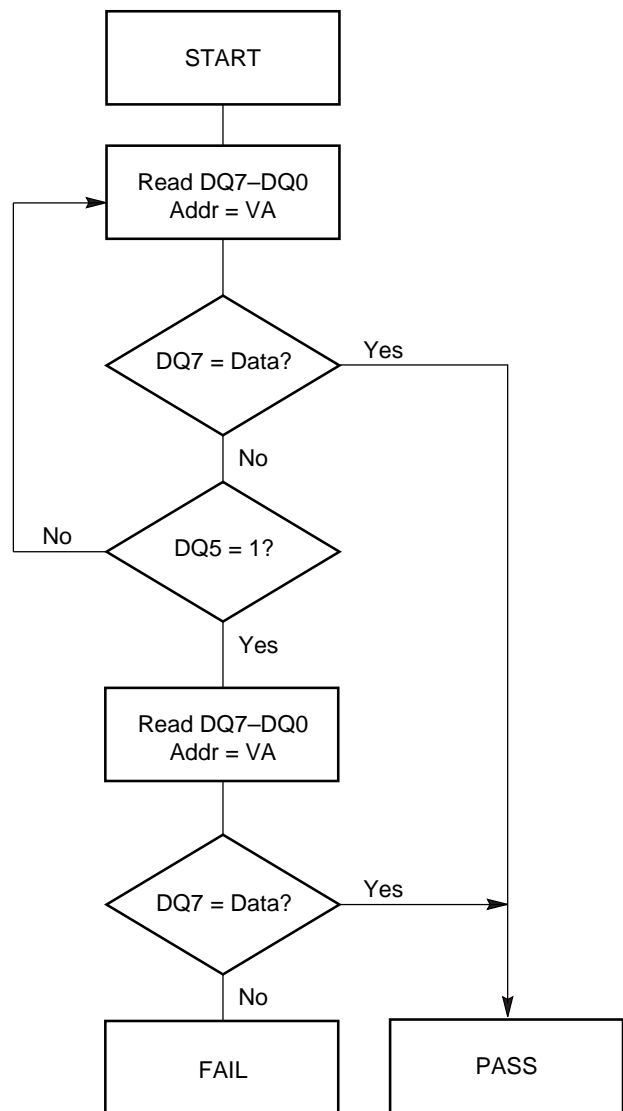 START
Read DQ7–DQ0
Addr = VA
DQ7 = Data?
Yes
No
No
DQ5 = 1?
Yes
Read DQ7–DQ0
Addr = VA
DQ7 = Data?
Yes
No
FAIL
PASS